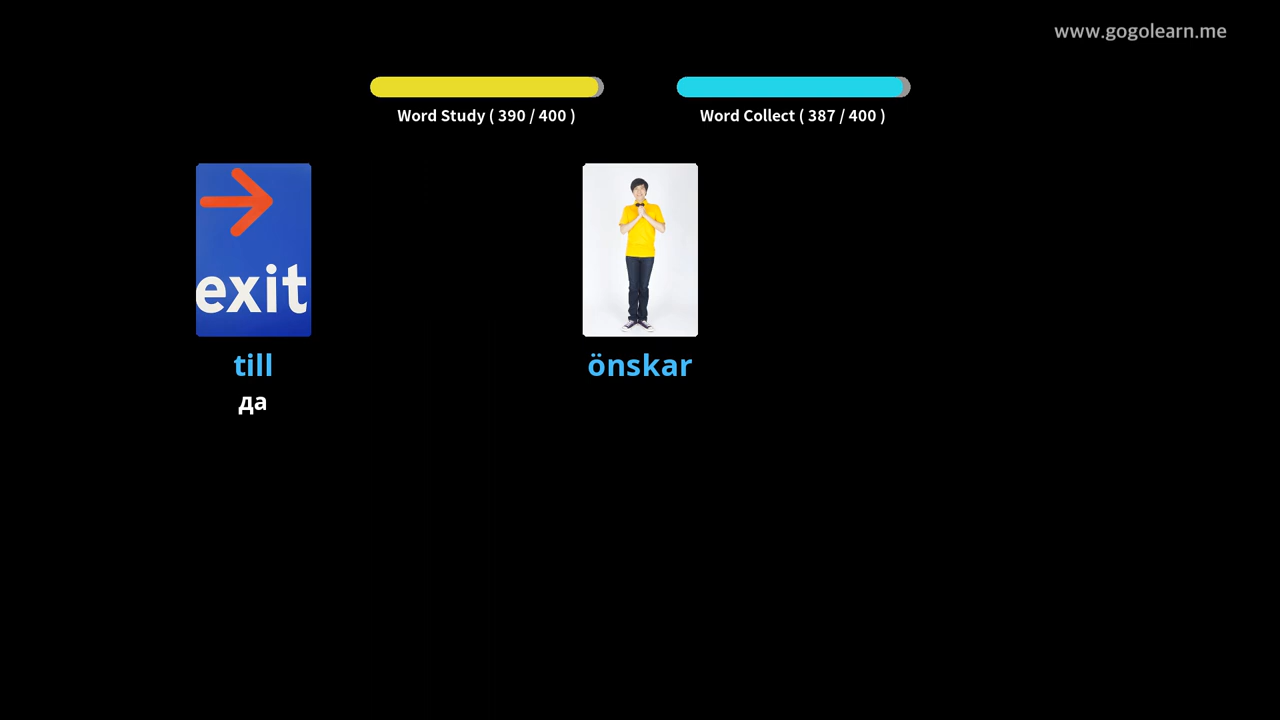 www.gogolearn.me
Word Study ( 390 / 400 )
Word Collect ( 387 / 400 )
exit
till
önskar
да